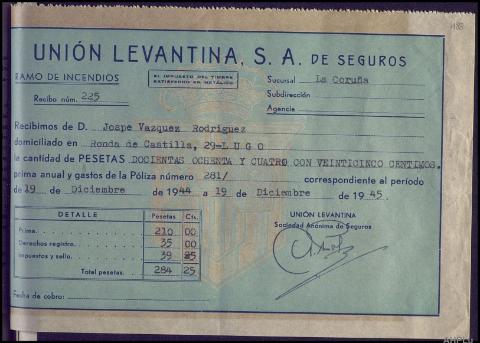 183
UNIÓN LEVANTINA, S. A. DE SEGUROS
RAMO DE INCENDIOS
EL IMPUESTO DEL TIMBRE
SATISFECHO EN METÁLICO
Sucursal La Coruña
Recibo núm. 225
Subdirección
Agencia
Recibimos de D. Jospe Vazquez Rodriguez
domiciliado en Ronda de Castilla, 29-LUGO
la cantidad de PESETAS DOCIENTAS OCHENTA Y CUATRO CON VEINTICINCO CENTIMOS,
prima anual y gastos de la Póliza número 281/ correspondiente al período
de 19 de Diciembre de 1944 a 19 de Diciembre de 1945.
DETALLE Pesetas Cts.
Prima 210 00
Derechos registro 35 00
Impuestos y sello 39 25
Total pesetas 284 25
UNIÓN LEVANTINA
Sociedad Anónima de Seguros
Fecha de cobro: